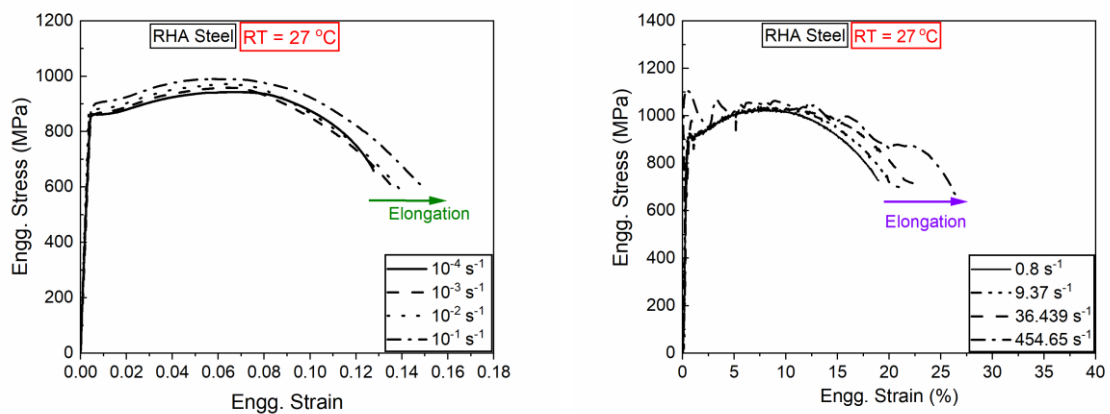 1200
1000
800
600
400
200
0
Engg. Stress (MPa)
RHA Steel
RT = 27 °C
Elongation
10⁻⁴ s⁻¹
10⁻³ s⁻¹
10⁻² s⁻¹
10⁻¹ s⁻¹
0.00 0.02 0.04 0.06 0.08 0.10 0.12 0.14 0.16 0.18
Engg. Strain
1400
1200
1000
800
600
400
200
0
Engg. Stress (MPa)
RHA Steel
RT = 27 °C
Elongation
0.8 s⁻¹
9.37 s⁻¹
36.439 s⁻¹
454.65 s⁻¹
0 5 10 15 20 25 30 35 40
Engg. Strain (%)